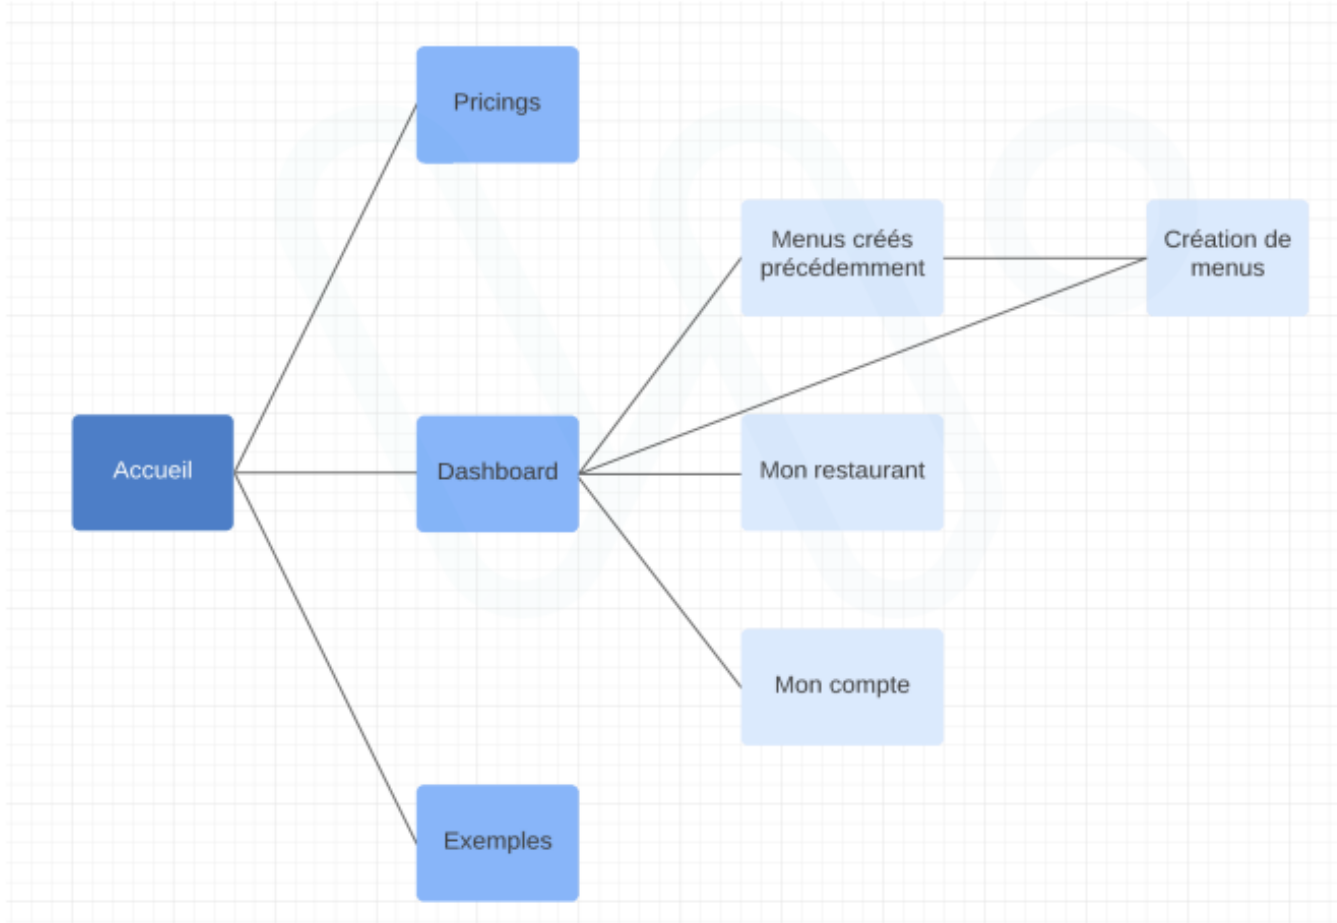 Pricings
Menus créés
précédemment
Création de
menus
Accueil
Dashboard
Mon restaurant
Mon compte
Exemples